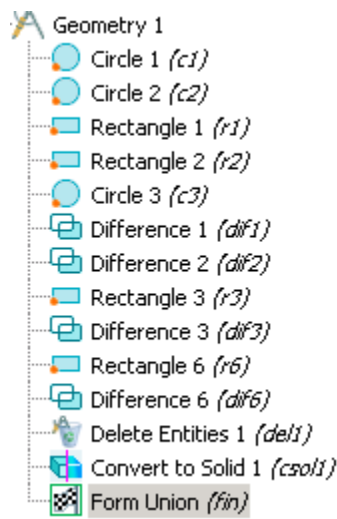 Geometry 1
Circle 1 (c1)
Circle 2 (c2)
Rectangle 1 (r1)
Rectangle 2 (r2)
Circle 3 (c3)
Difference 1 (dif1)
Difference 2 (dif2)
Rectangle 3 (r3)
Difference 3 (dif3)
Rectangle 6 (r6)
Difference 6 (dif6)
Delete Entities 1 (del1)
Convert to Solid 1 (csol1)
Form Union (fin)